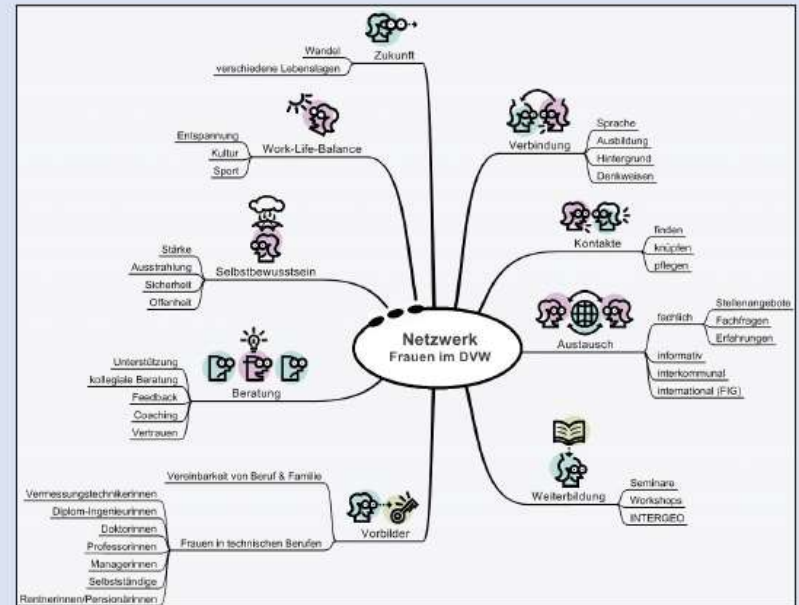 Zukunft
Wandel
verschiedene Lebenslagen
Work-Life-Balance
Entspannung
Kultur
Sport
Selbstbewusstsein
Stärke
Ausstrahlung
Sicherheit
Offenheit
Beratung
Unterstützung
kollegiale Beratung
Feedback
Coaching
Vertrauen
Vorbilder
Vereinbarkeit von Beruf & Familie
Frauen in technischen Berufen
Vermessungstechnikerinnen
Diplom-Ingenieurinnen
Doktorinnen
Professorinnen
Managerinnen
Selbstständige
Rentnerinnen/Pensionärinnen
Netzwerk
Frauen im DVW
Verbindung
Sprache
Ausbildung
Hintergrund
Denkweisen
Kontakte
finden
knüpfen
pflegen
Austausch
fachlich
Stellenangebote
Fachfragen
Erfahrungen
informativ
interkommunal
international (FIG)
Weiterbildung
Seminare
Workshops
INTERGEO